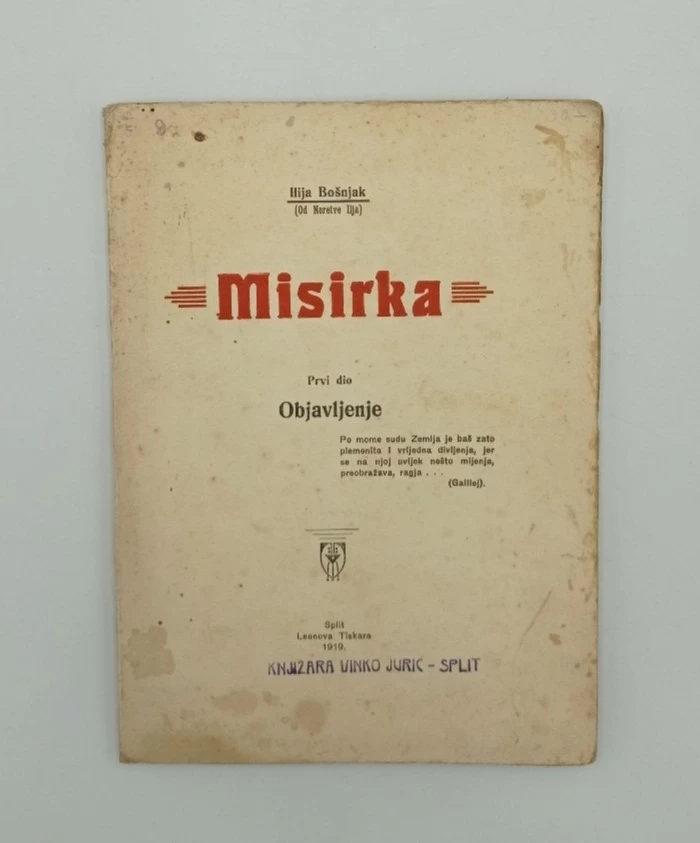 Ilija Bošnjak
(Od Neretve Ilja)
Misirka
Prvi dio
Objavljenje
Po mome sudu Zemlja je baš zato
plemenita i vrijedna divljenja, jer
se na njoj uvijek nešto mijenja,
preobražava, ragja . . .
(Galilej).
Split
Leonova Tiskara
1919.
KNJIŽARA VINKO JURIĆ - SPLIT